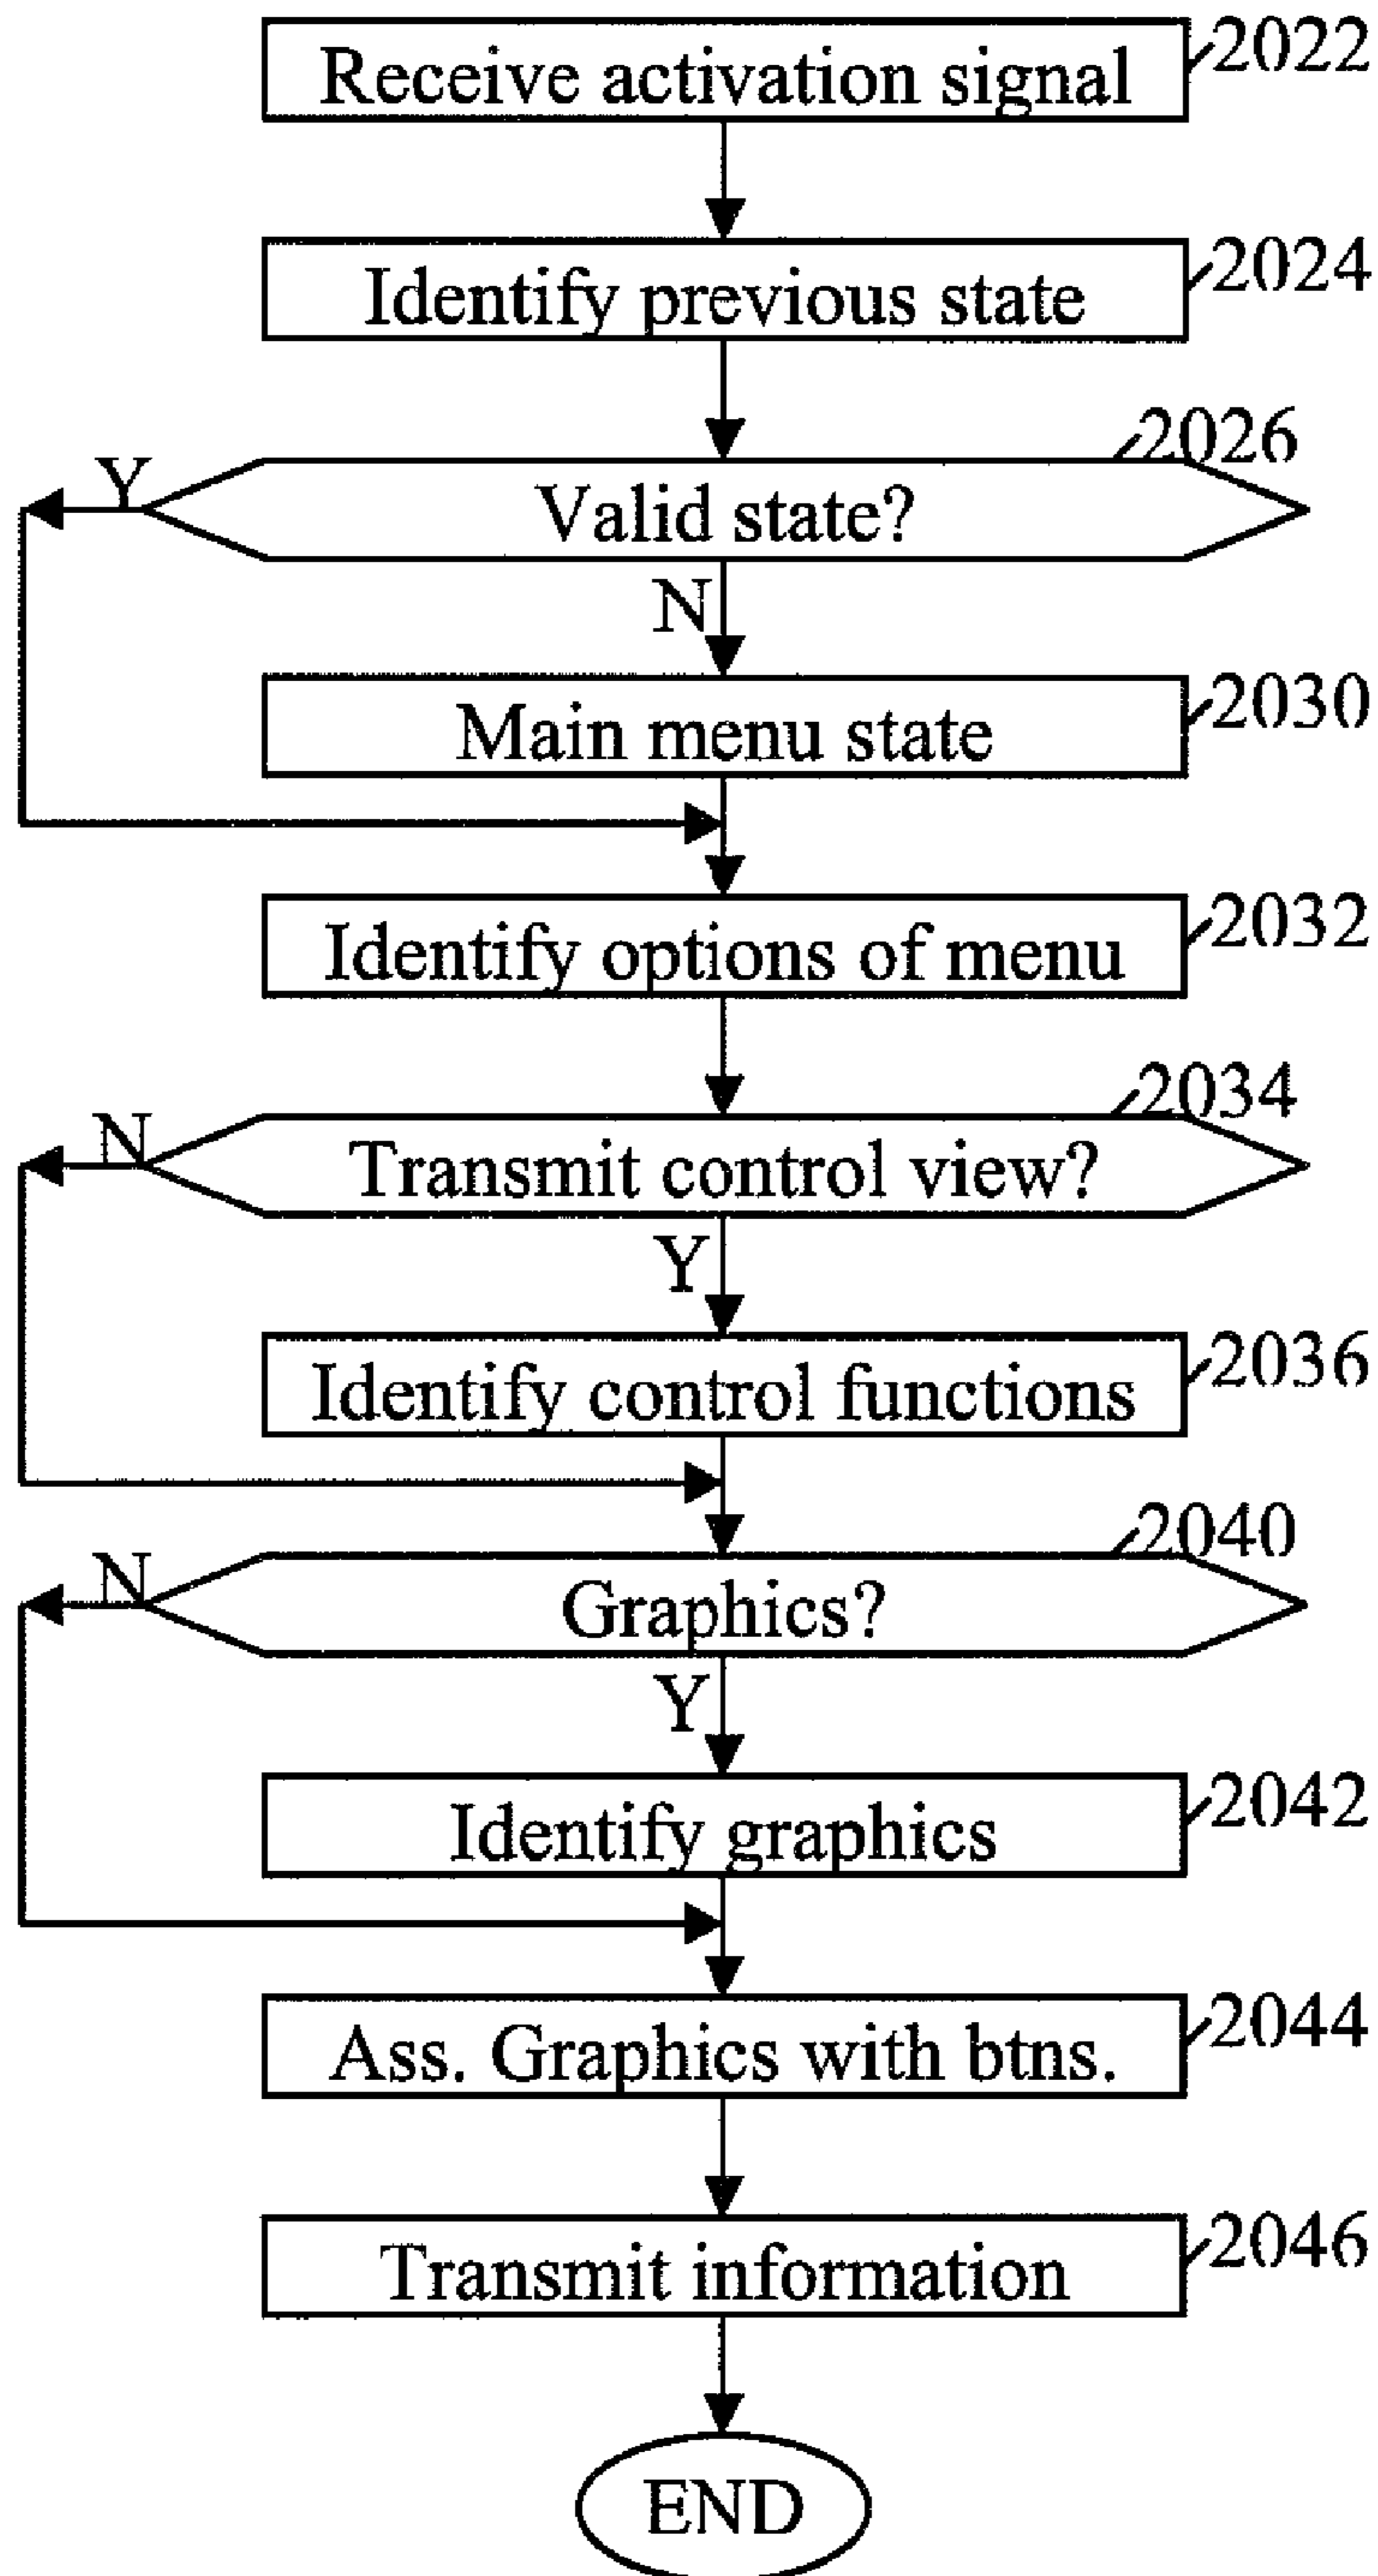 Receive activation signal
2022
Identify previous state
2024
2026
Y
Valid state?
N
Main menu state
2030
Identify options of menu
2032
2034
N
Transmit control view?
Y
Identify control functions
2036
2040
N
Graphics?
Y
Identify graphics
2042
Ass. Graphics with btns.
2044
Transmit information
2046
END